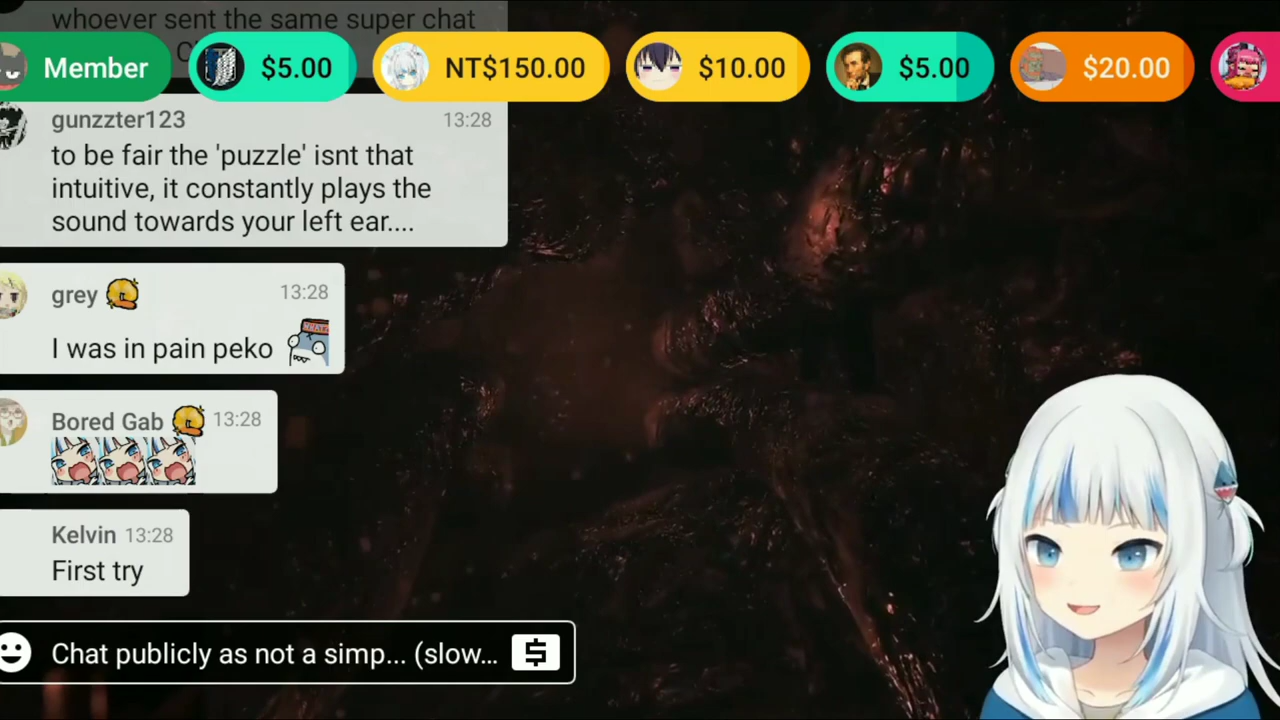 whoever sent the same super chat
Member
$5.00
NT$150.00
$10.00
$5.00
$20.00
gunzzter123 13:28
to be fair the 'puzzle' isnt that
intuitive, it constantly plays the
sound towards your left ear....
grey 13:28
I was in pain peko
Bored Gab 13:28
Kelvin 13:28
First try
Chat publicly as not a simp... (slow...
$